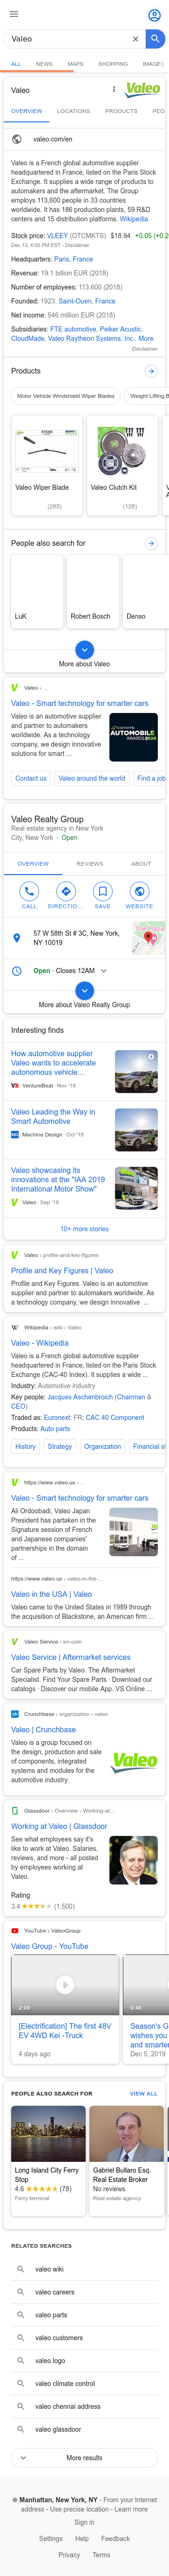 Valeo
ALL NEWS MAPS SHOPPING IMAGES
Valeo
Valeo
OVERVIEW LOCATIONS PRODUCTS PEO
valeo.com/en
Valeo is a French global automotive supplier
headquartered in France, listed on the Paris Stock
Exchange. It supplies a wide range of products to
automakers and the aftermarket. The Group
employs 113,600 people in 33 countries
worldwide. It has 186 production plants, 59 R&D
centers and 15 distribution platforms. Wikipedia
Stock price: VLEEY (OTCMKTS) $18.94 +0.05 (+0.2
Dec 13, 4:00 PM EST - Disclaimer
Headquarters: Paris, France
Revenue: 19.1 billion EUR (2018)
Number of employees: 113,600 (2018)
Founded: 1923, Saint-Ouen, France
Net income: 546 million EUR (2018)
Subsidiaries: FTE automotive, Peiker Acustic,
CloudMade, Valeo Raytheon Systems, Inc., More
Disclaimer
Products
Motor Vehicle Windshield Wiper Blades Weight Lifting B
Valeo Wiper Blade
(285)
Valeo Clutch Kit
(126)
People also search for
LuK
Robert Bosch
Denso
More about Valeo
Valeo › ...
Valeo - Smart technology for smarter cars
Valeo is an automotive
supplier and partner to
automakers worldwide. As a
technology company, we
design innovative solutions
for smart ...
Contact us Valeo around the world Find a job
Valeo Realty Group
Real estate agency in New York
City, New York · Open
OVERVIEW REVIEWS ABOUT
CALL DIRECTIO... SAVE WEBSITE
57 W 58th St # 3C, New York,
NY 10019
Open · Closes 12AM
More about Valeo Realty Group
Interesting finds
How automotive supplier
Valeo wants to accelerate
autonomous vehicle…
VentureBeat · Nov '19
Valeo Leading the Way in
Smart Automotive
Machine Design · Oct '19
Valeo showcasing its
innovations at the "IAA 2019
International Motor Show"
Valeo · Sep '19
10+ more stories
Valeo › profile-and-key-figures
Profile and Key Figures | Valeo
Profile and Key Figures. Valeo is an automotive
supplier and partner to automakers worldwide. As
a technology company, we design innovative ...
Wikipedia › wiki › Valeo
Valeo - Wikipedia
Valeo is a French global automotive supplier
headquartered in France, listed on the Paris Stock
Exchange (CAC-40 Index). It supplies a wide ...
Industry: Automotive industry
Key people: Jacques Aschenbroich (Chairman &
CEO)
Traded as: Euronext: FR; CAC 40 Component
Products: Auto parts
History Strategy Organization Financial st
https://www.valeo.us › ...
Valeo - Smart technology for smarter cars
Ali Ordoobadi, Valeo Japan
President has partaken in the
Signature session of French
and Japanese companies'
partnerships in the domain
of ...
https://www.valeo.us › valeo-in-the-...
Valeo in the USA | Valeo
Valeo came to the United States in 1989 through
the acquisition of Blackstone, an American firm…
Valeo Service › en-com
Valeo Service | Aftermarket services
Car Spare Parts by Valeo. The Aftermarket
Specialist. Find Your Spare Parts · Download our
catalogs · Discover our mobile App. VS Online ...
Crunchbase › organization › valeo
Valeo | Crunchbase
Valeo is a group focused on
the design, production and sale
of components, integrated
systems and modules for the
automotive industry.
Valeo
Glassdoor › Overview › Working-at...
Working at Valeo | Glassdoor
See what employees say it's
like to work at Valeo. Salaries,
reviews, and more - all posted
by employees working at
Valeo.
Rating
3.4 (1,500)
YouTube › ValeoGroup
Valeo Group - YouTube
2:09
0:46
[Electrification] The first 48V
EV 4WD Kei -Truck
4 days ago
Season's G
wishes you
and smarte
Dec 5, 2019
PEOPLE ALSO SEARCH FOR VIEW ALL
Long Island City Ferry
Stop
4.6 (78)
Ferry terminal
Gabriel Bullaro Esq.
Real Estate Broker
No reviews
Real estate agency
RELATED SEARCHES
valeo wiki
valeo careers
valeo parts
valeo customers
valeo logo
valeo climate control
valeo chennai address
valeo glassdoor
More results
Manhattan, New York, NY - From your Internet
address - Use precise location - Learn more
Sign in
Settings Help Feedback
Privacy Terms